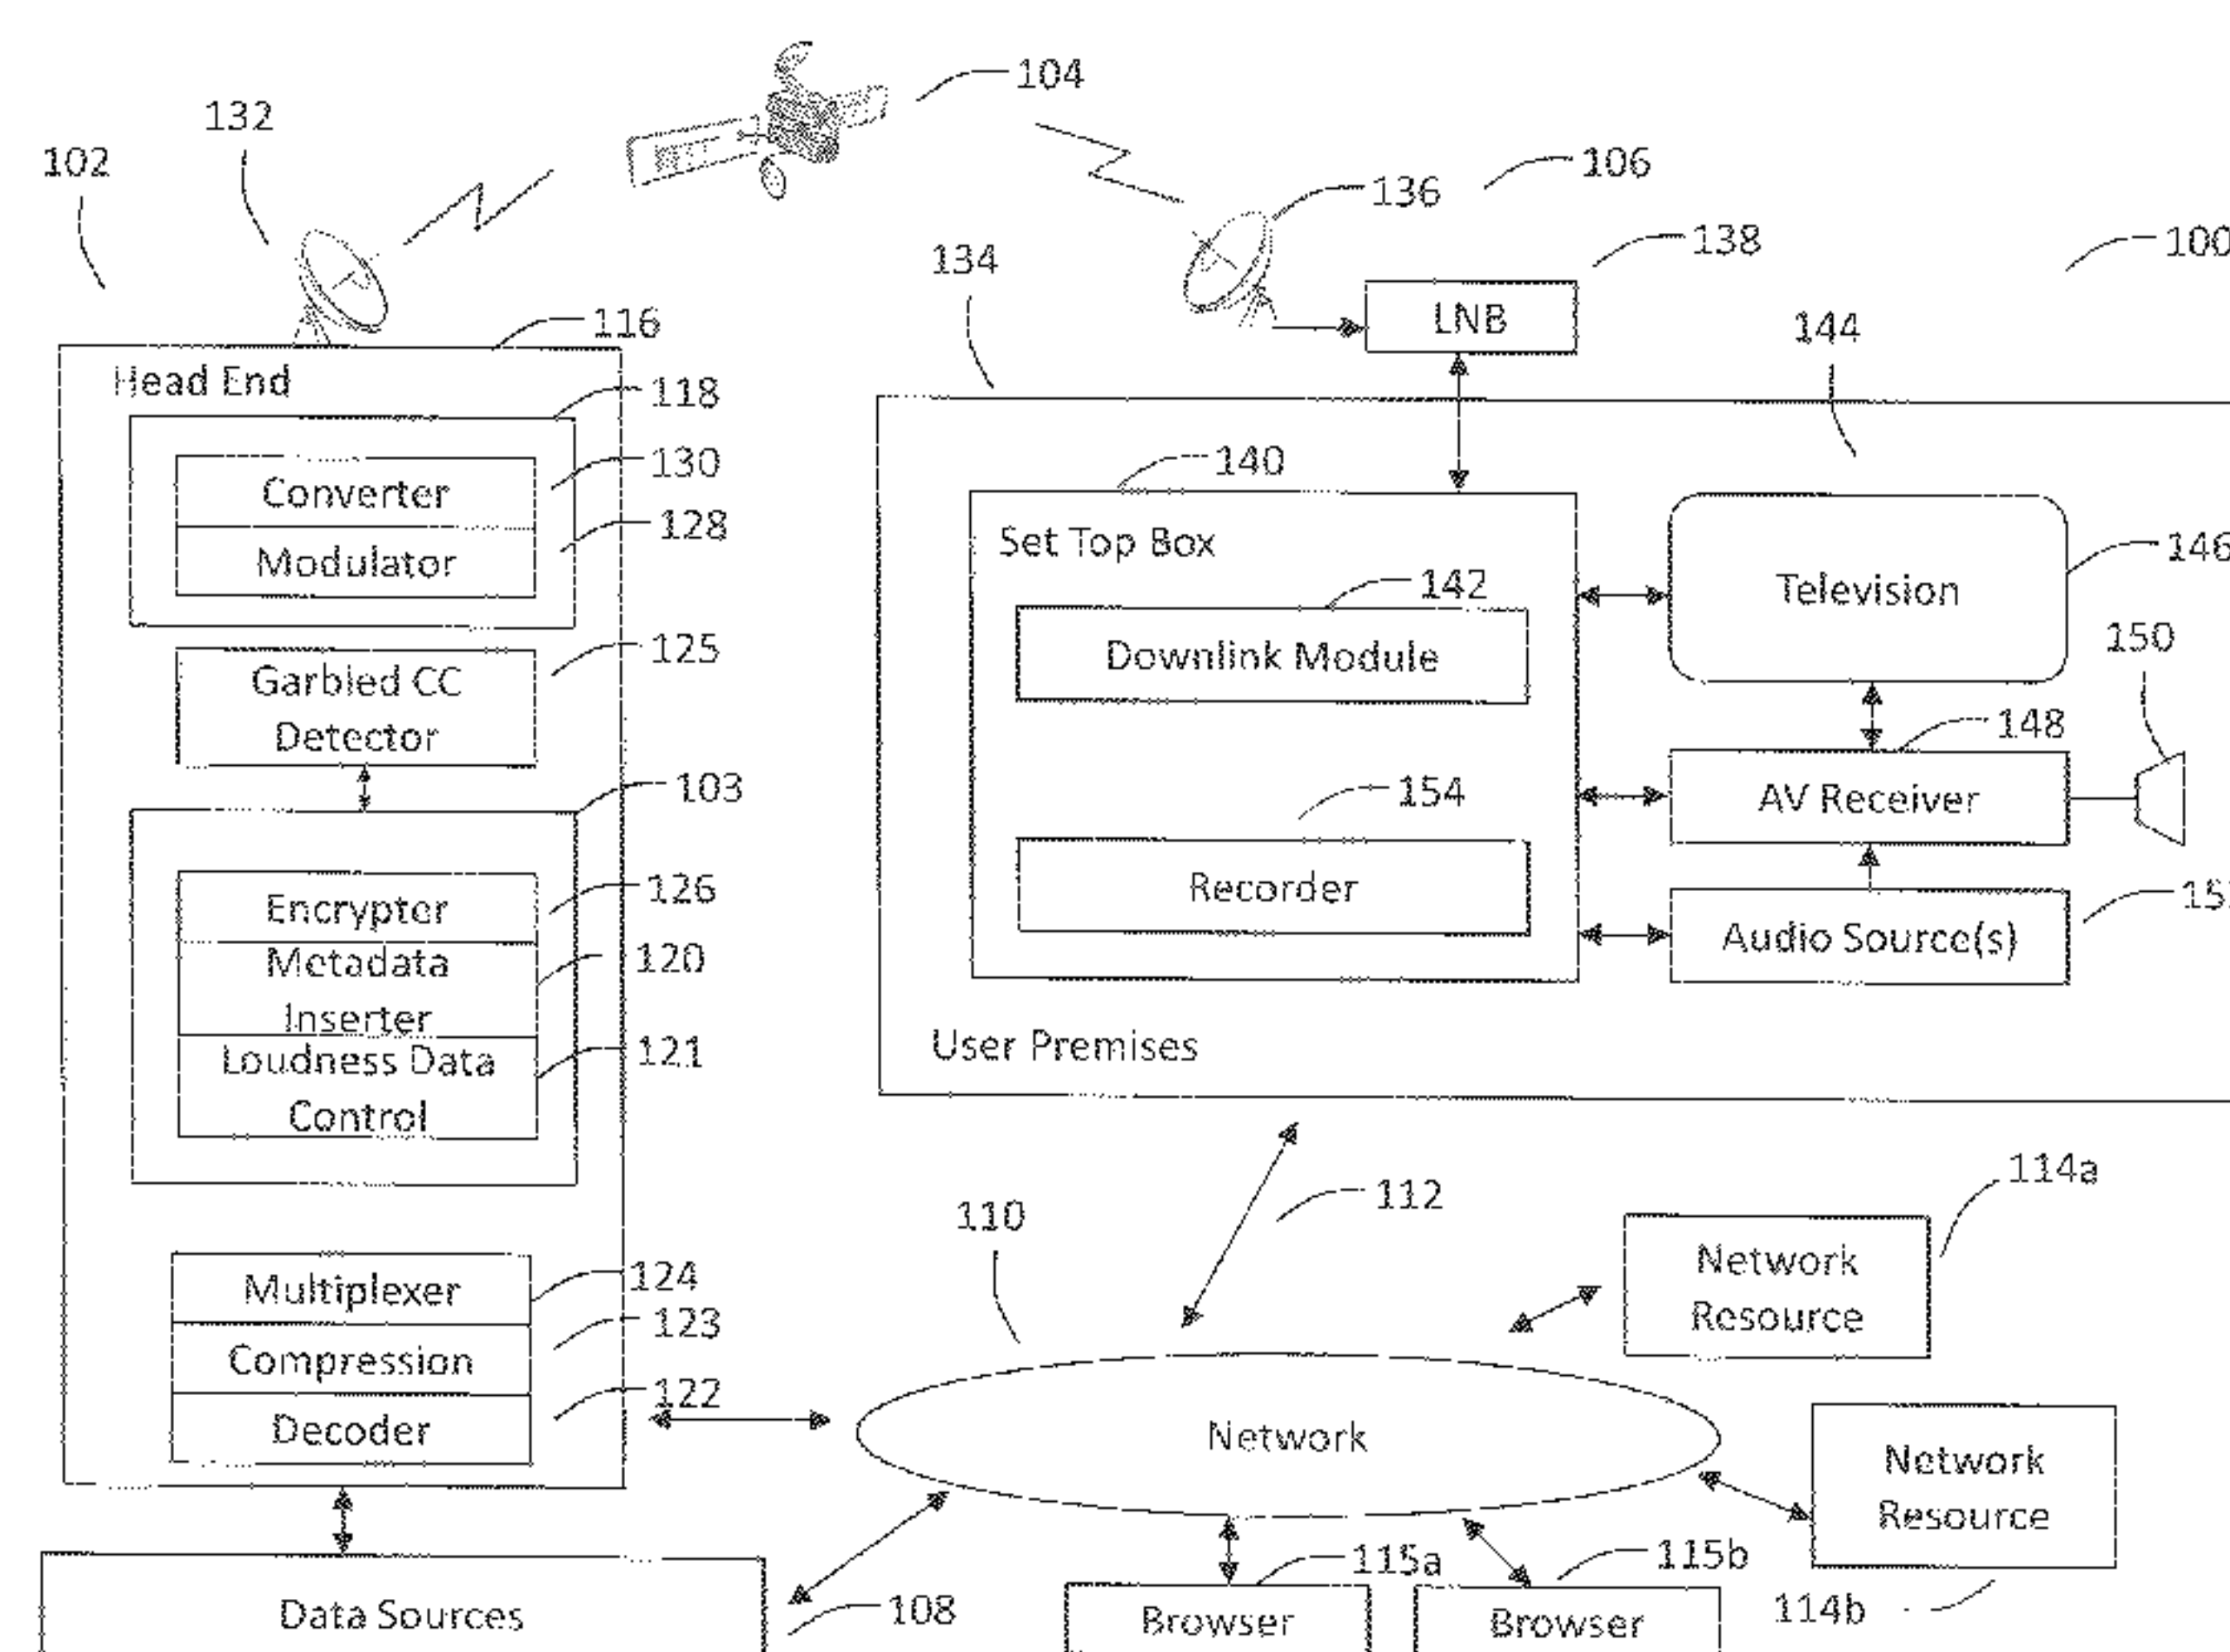 104
132
102
106
136
138
134
100
LNB
144
116
Head End
118
140
130
Converter
128
Modulator
Set Top Box
146
142
Television
Downlink Module
125
150
Garbled CC
Detector
148
103
154
AV Receiver
126
Encrypter
Recorder
120
Metadata
Inserter
Audio Source(s)
121
Loudness Data
Control
User Premises
114a
112
110
Network
Resource
124
Multiplexer
123
Compression
122
Decoder
Network
Network
Resource
115a
115b
108
Data Sources
Browser
Browser
114b